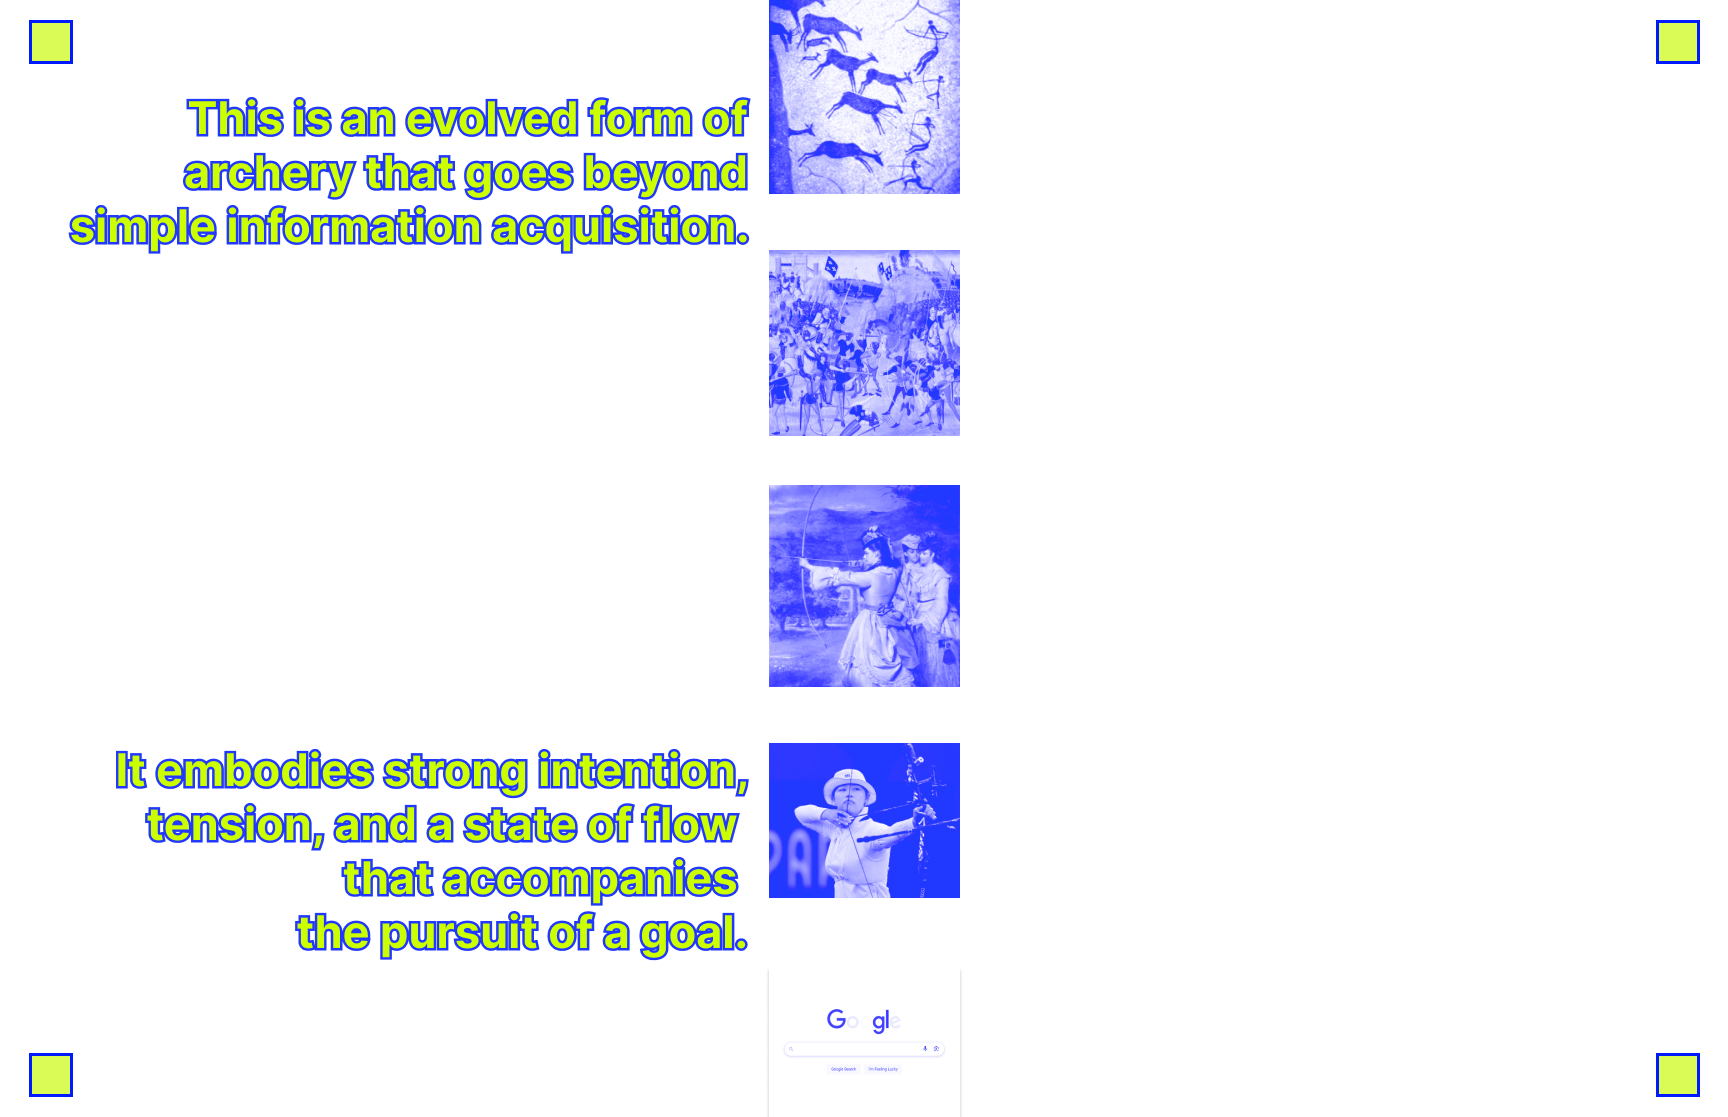 This is an evolved form of
archery that goes beyond
simple information acquisition.
It embodies strong intention,
tension, and a state of flow
that accompanies
the pursuit of a goal.
PAR
Google
Google Search
I'm Feeling Lucky